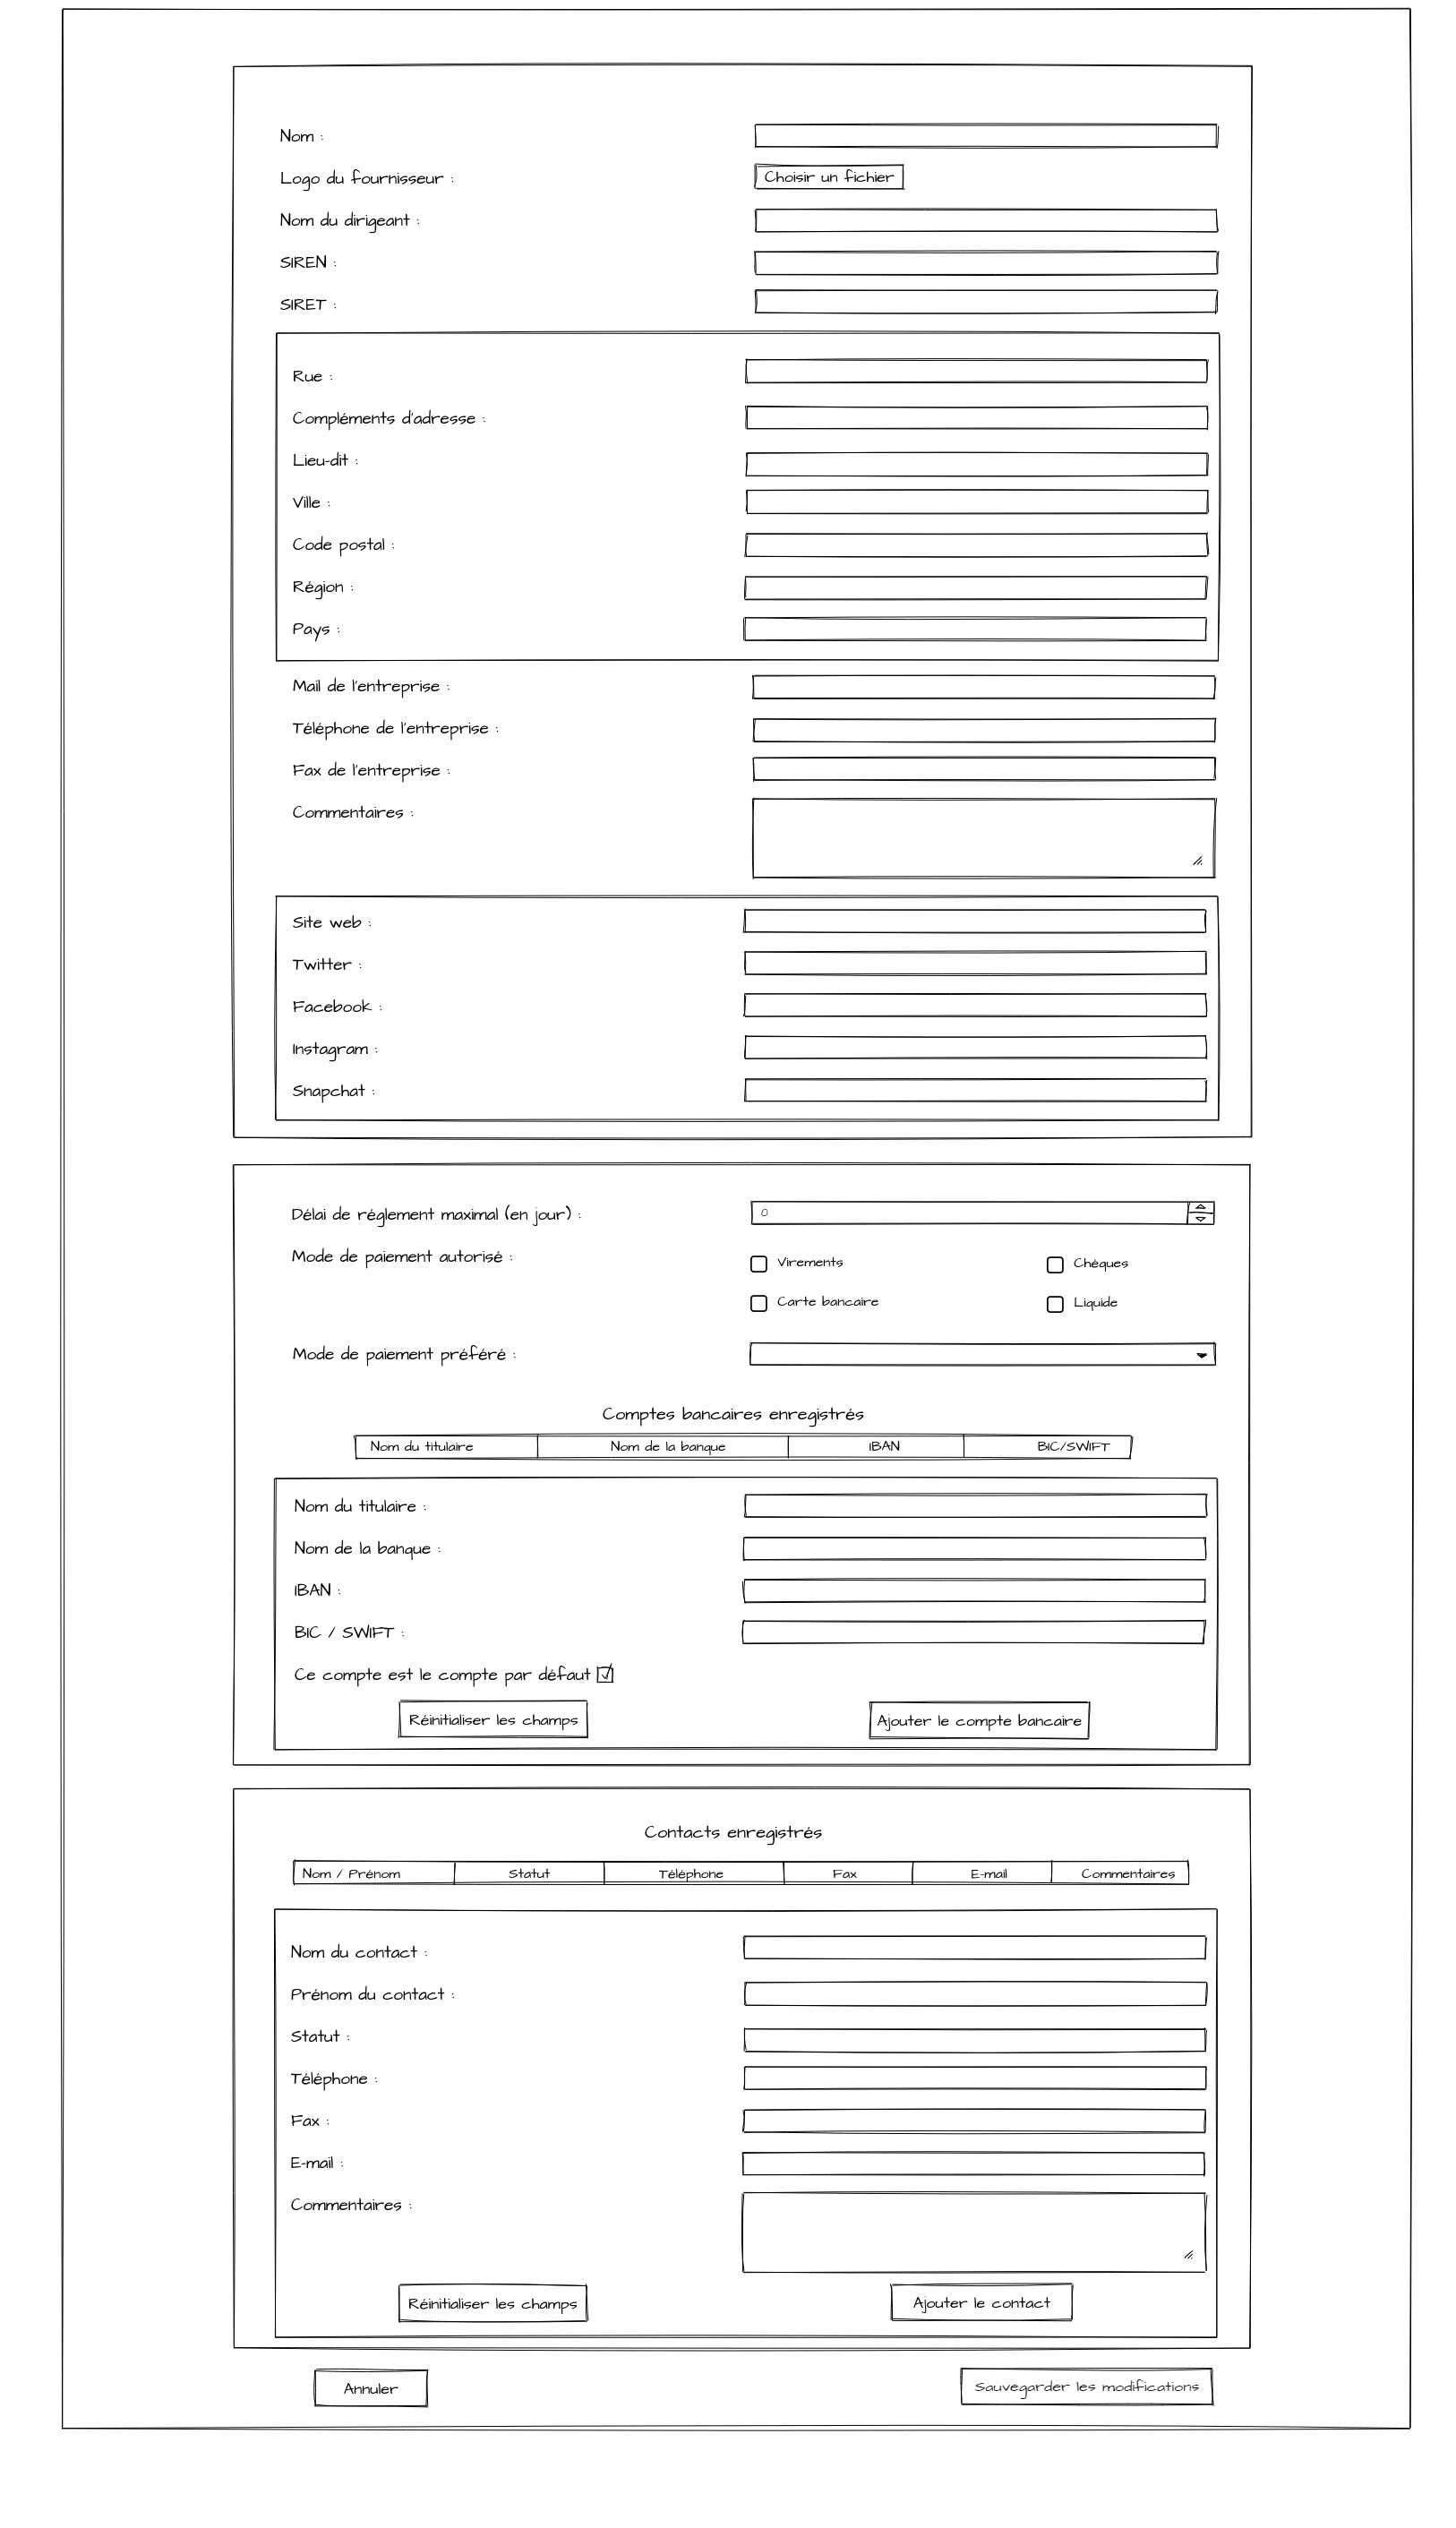 Nom :
Logo du fournisseur :
Choisir un fichier
Nom du dirigeant :
SIREN :
SIRET :
Rue :
Compléments d'adresse :
Lieu-dit :
Ville :
Code postal :
Région :
Pays :
Mail de l'entreprise :
Téléphone de l'entreprise :
Fax de l'entreprise :
Commentaires :
Site web :
Twitter :
Facebook :
Instagram :
Snapchat :
Délai de réglement maximal (en jour) :
0
Mode de paiement autorisé :
Virements
Chèques
Carte bancaire
Liquide
Mode de paiement préféré :
Comptes bancaires enregistrés
Nom du titulaire Nom de la banque IBAN BIC/SWIFT
Nom du titulaire :
Nom de la banque :
IBAN :
BIC / SWIFT :
Ce compte est le compte par défaut
Réinitialiser les champs
Ajouter le compte bancaire
Contacts enregistrés
Nom / Prénom Statut Téléphone Fax E-mail Commentaires
Nom du contact :
Prénom du contact :
Statut :
Téléphone :
Fax :
E-mail :
Commentaires :
Réinitialiser les champs
Ajouter le contact
Annuler
Sauvegarder les modifications